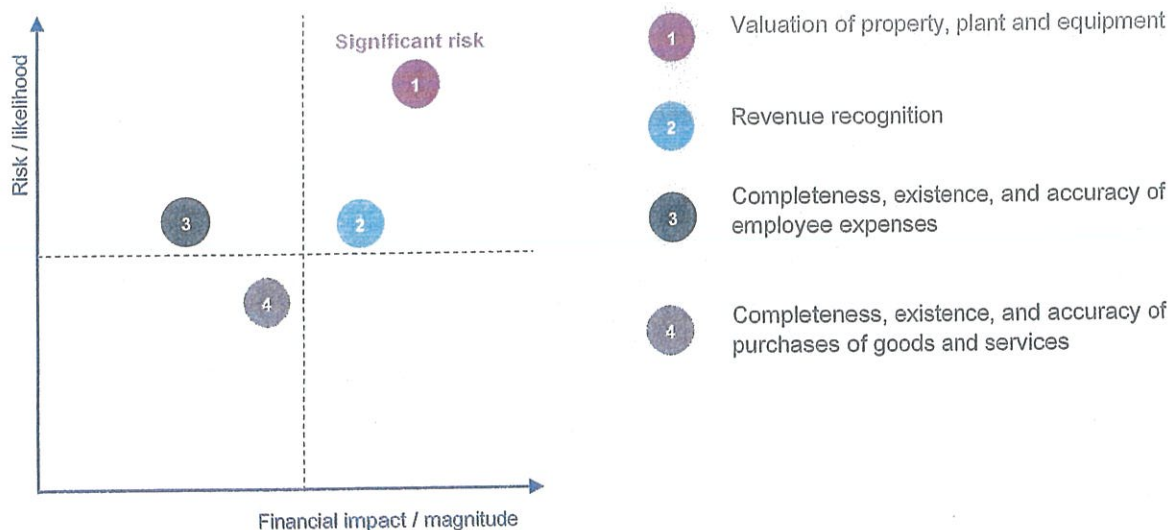 Significant risk
1
2
3
4
Risk / likelihood
Financial impact / magnitude
1
Valuation of property, plant and equipment
2
Revenue recognition
3
Completeness, existence, and accuracy of
employee expenses
4
Completeness, existence, and accuracy of
purchases of goods and services